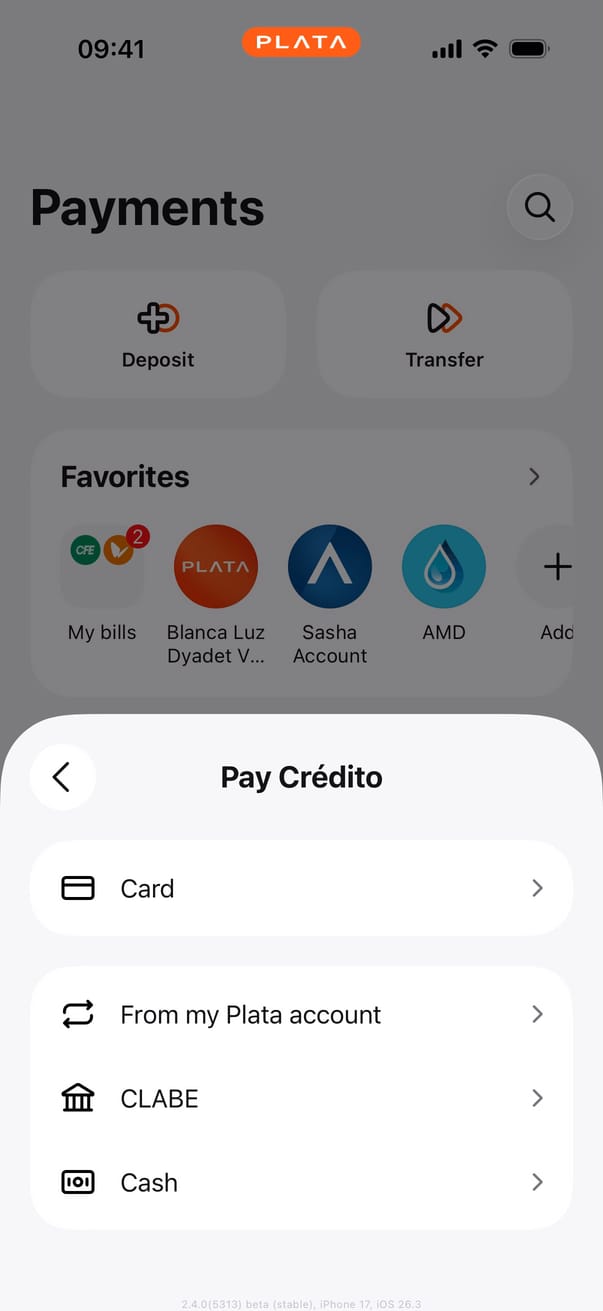 09:41
PLATA
Payments
Deposit
Transfer
Favorites
CFE
2
PLATA
My bills
Blanca Luz
Dyadet V...
Sasha
Account
AMD
Add
Pay Crédito
Card
From my Plata account
CLABE
Cash
2.4.0(5313) beta (stable), iPhone 17, iOS 26.3